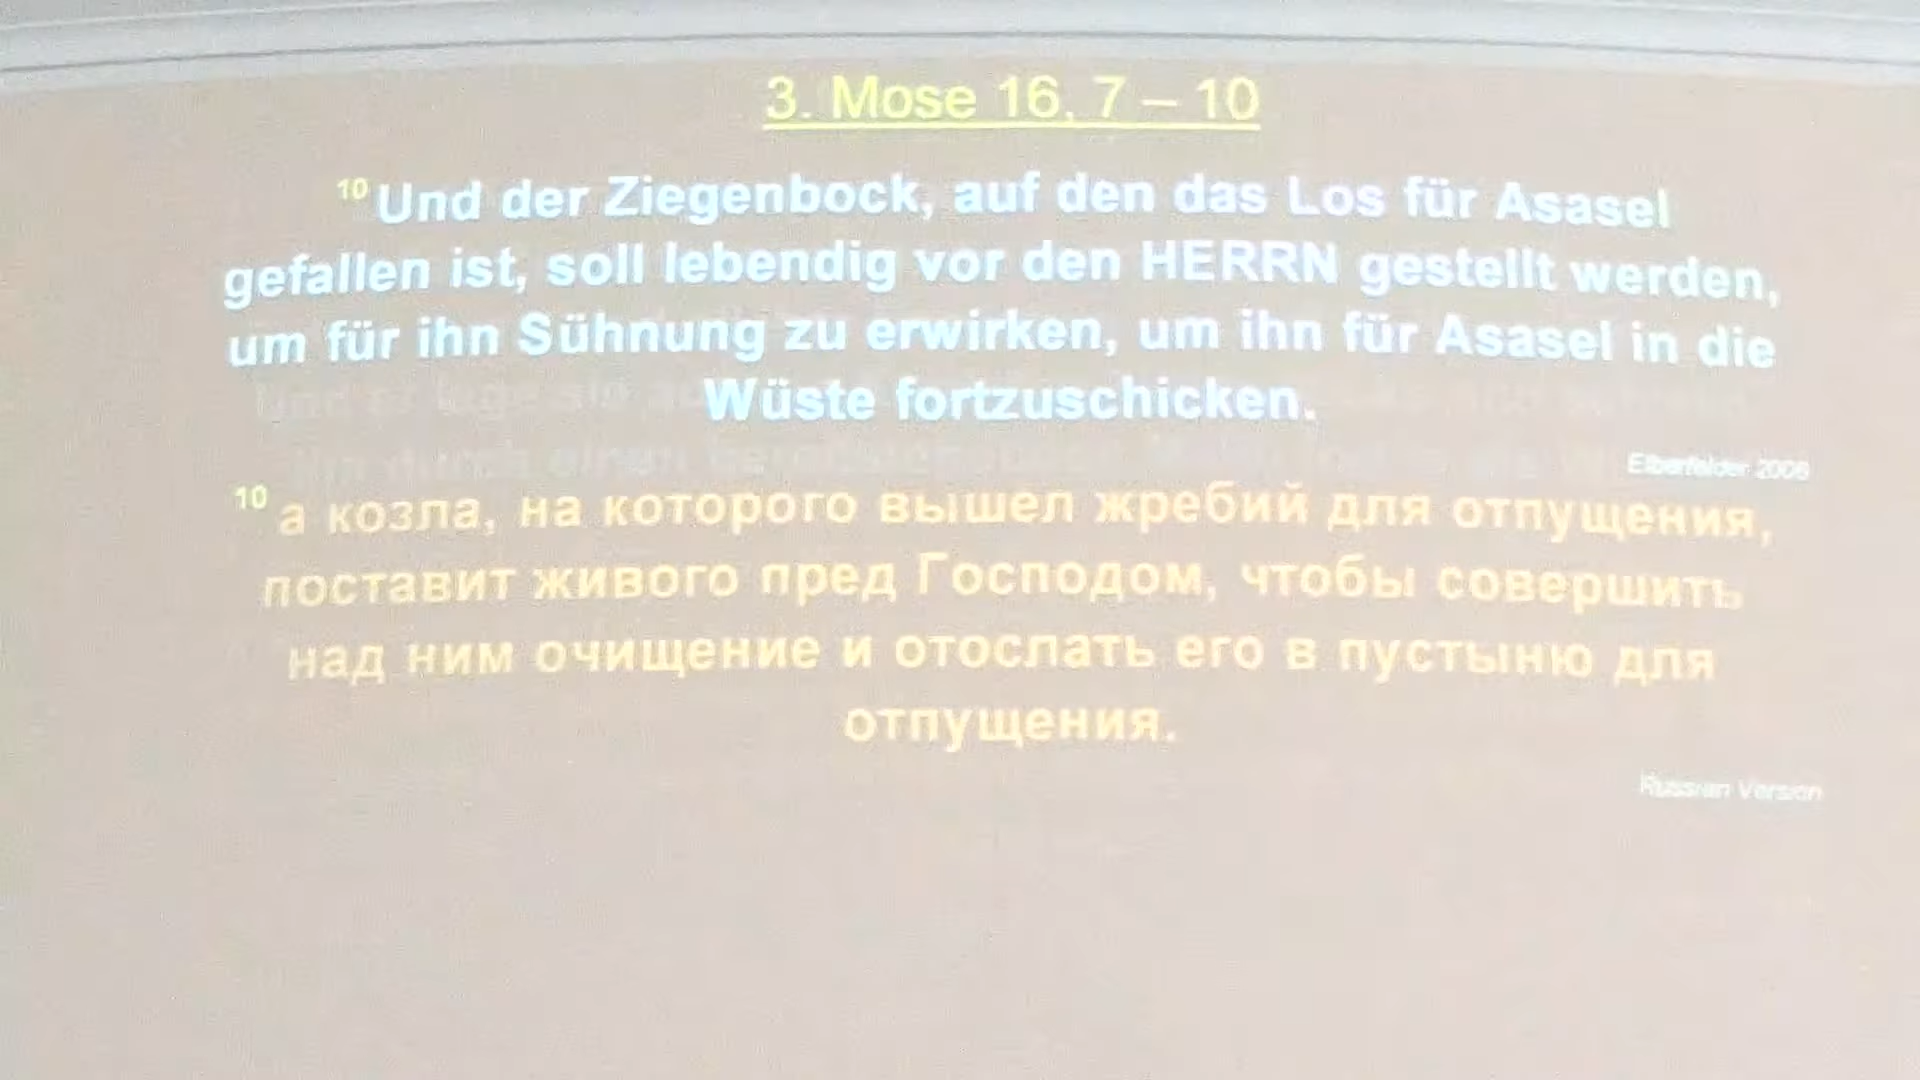 3. Mose 16, 7 – 10
10 Und der Ziegenbock, auf den das Los für Asasel
gefallen ist, soll lebendig vor den HERRN gestellt werden,
um für ihn Sühnung zu erwirken, um ihn für Asasel in die
Wüste fortzuschicken.
Elberfelder 2006
10 а козла, на которого вышел жребий для отпущения,
поставит живого пред Господом, чтобы совершить
над ним очищение и отослать его в пустыню для
отпущения.
Russian Version